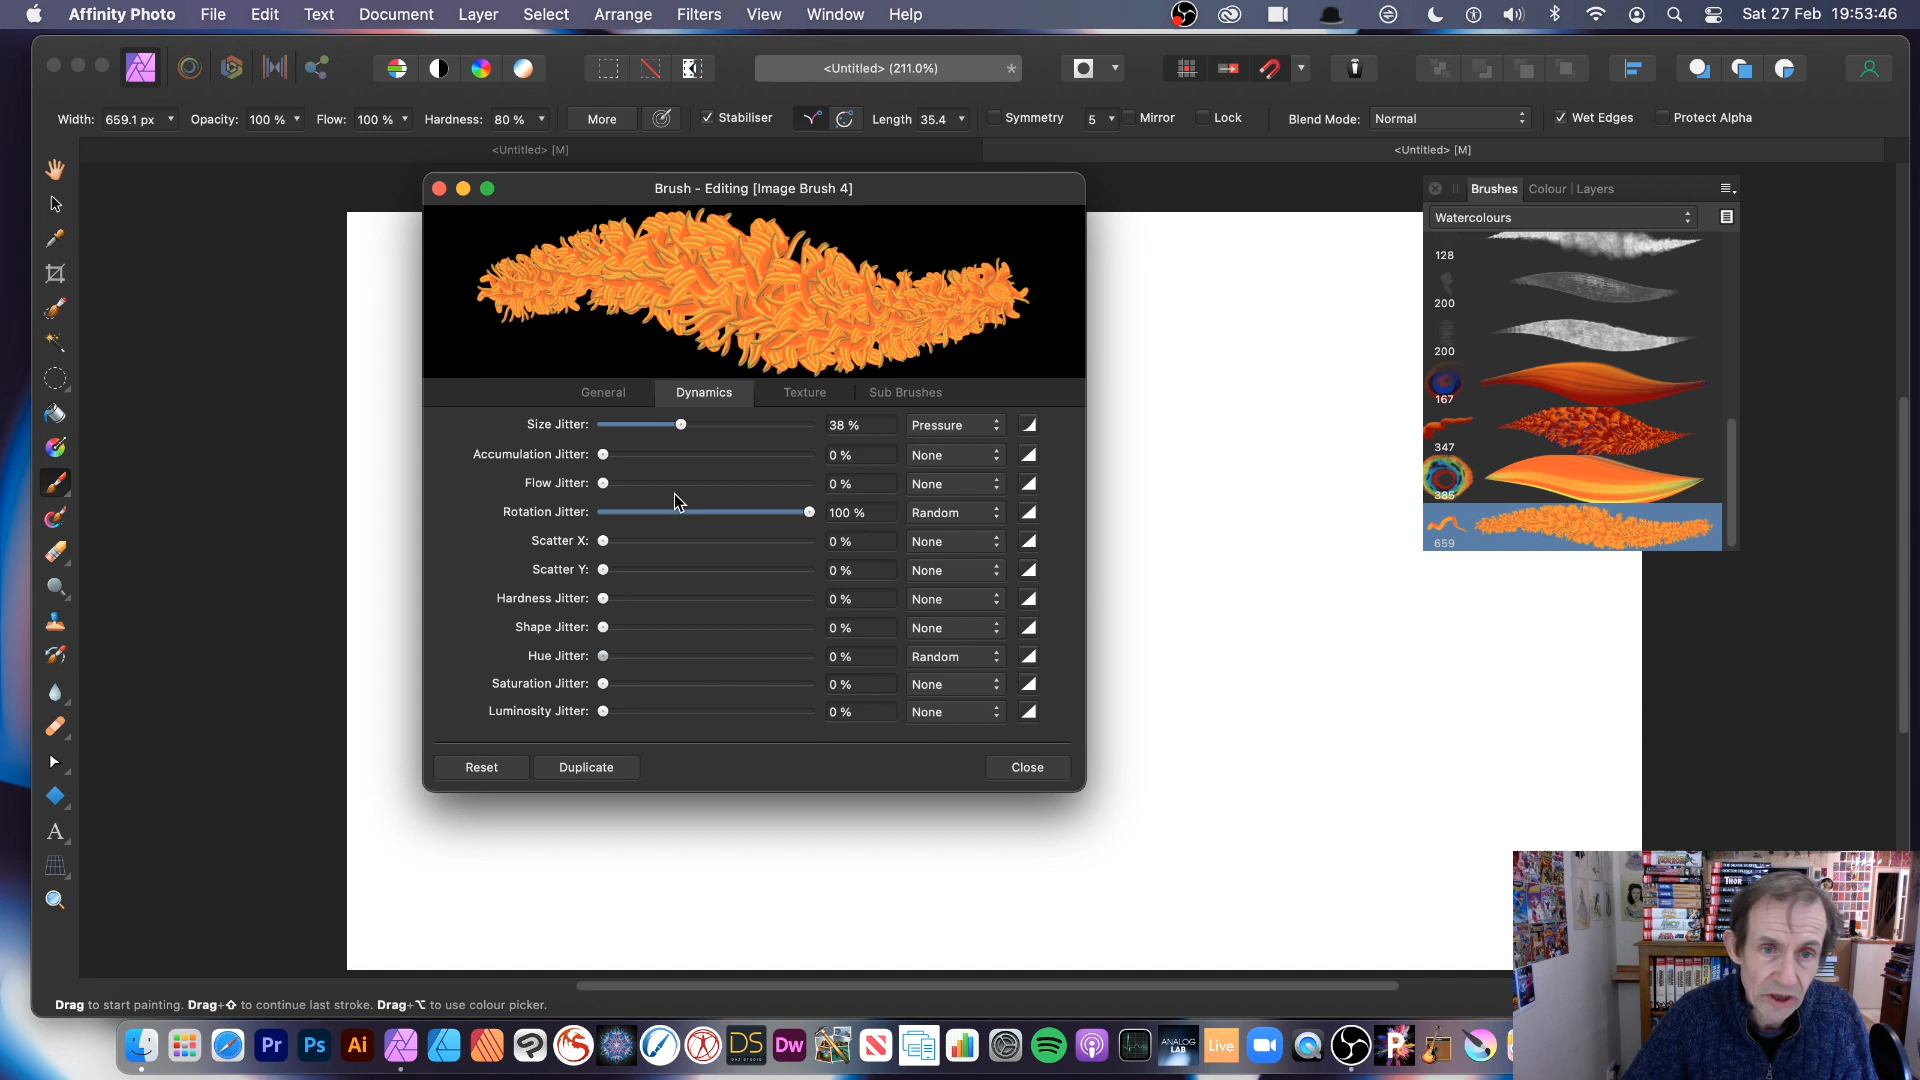 Affinity Photo File Edit Text Document Layer Select Arrange Filters View Window Help Sat 27 Feb 19:53:46
<Untitled> (211.0%) *
Width: 659.1 px Opacity: 100 % Flow: 100 % Hardness: 80 % More Stabiliser Length 35.4 Symmetry 5 Mirror Lock Blend Mode: Normal Wet Edges Protect Alpha
<Untitled> [M] <Untitled> [M]
Brush - Editing [Image Brush 4]
General Dynamics Texture Sub Brushes
Size Jitter: 38 % Pressure
Accumulation Jitter: 0 % None
Flow Jitter: 0 % None
Rotation Jitter: 100 % Random
Scatter X: 0 % None
Scatter Y: 0 % None
Hardness Jitter: 0 % None
Shape Jitter: 0 % None
Hue Jitter: 0 % Random
Saturation Jitter: 0 % None
Luminosity Jitter: 0 % None
Reset Duplicate Close
Brushes Colour Layers
Watercolours
128
200
200
167
347
385
659
A
Drag to start painting. Drag+⇧ to continue last stroke. Drag+⌥ to use colour picker.
Pr Ps Ai DS Dw ANALOG LAB Live P
THOR